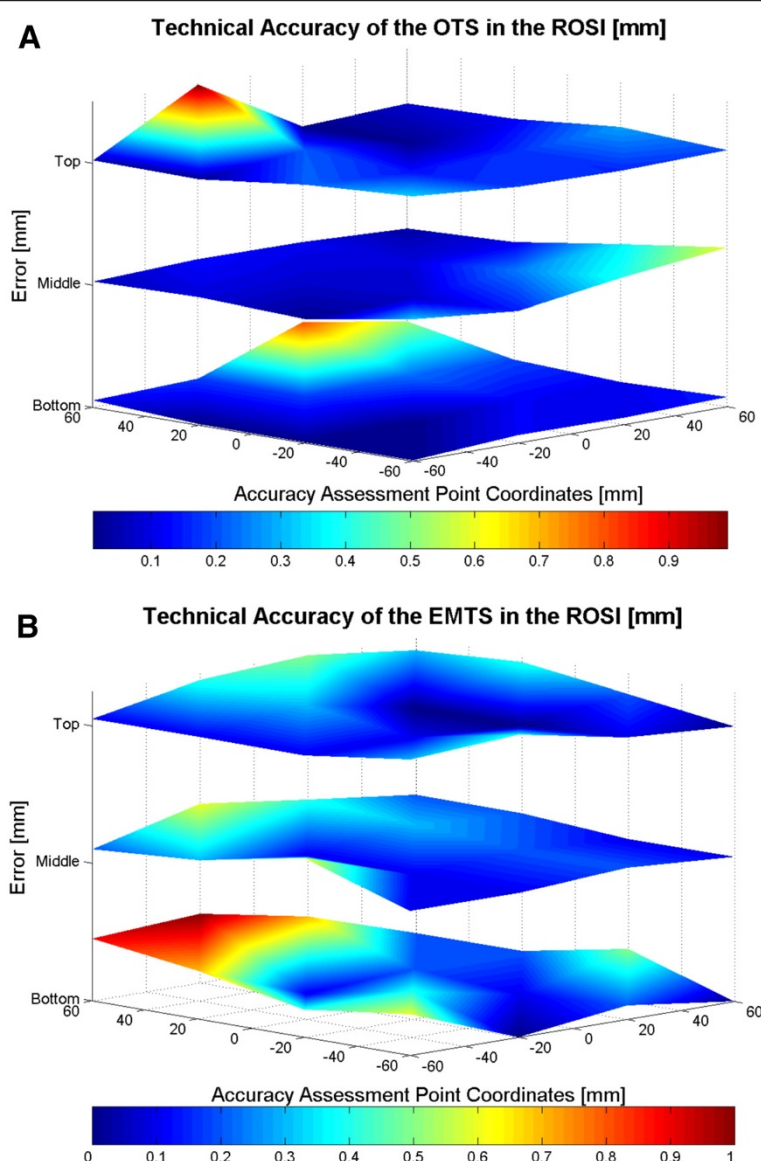 A
Technical Accuracy of the OTS in the ROSI [mm]
Top
Middle
Bottom
Error [mm]
60
40
20
0
-20
-40
-60
-60
-40
-20
0
20
40
60
Accuracy Assessment Point Coordinates [mm]
0.1 0.2 0.3 0.4 0.5 0.6 0.7 0.8 0.9
B
Technical Accuracy of the EMTS in the ROSI [mm]
Top
Middle
Bottom
Error [mm]
60
40
20
0
-20
-40
-60
-60
-40
-20
0
20
40
60
Accuracy Assessment Point Coordinates [mm]
0 0.1 0.2 0.3 0.4 0.5 0.6 0.7 0.8 0.9 1